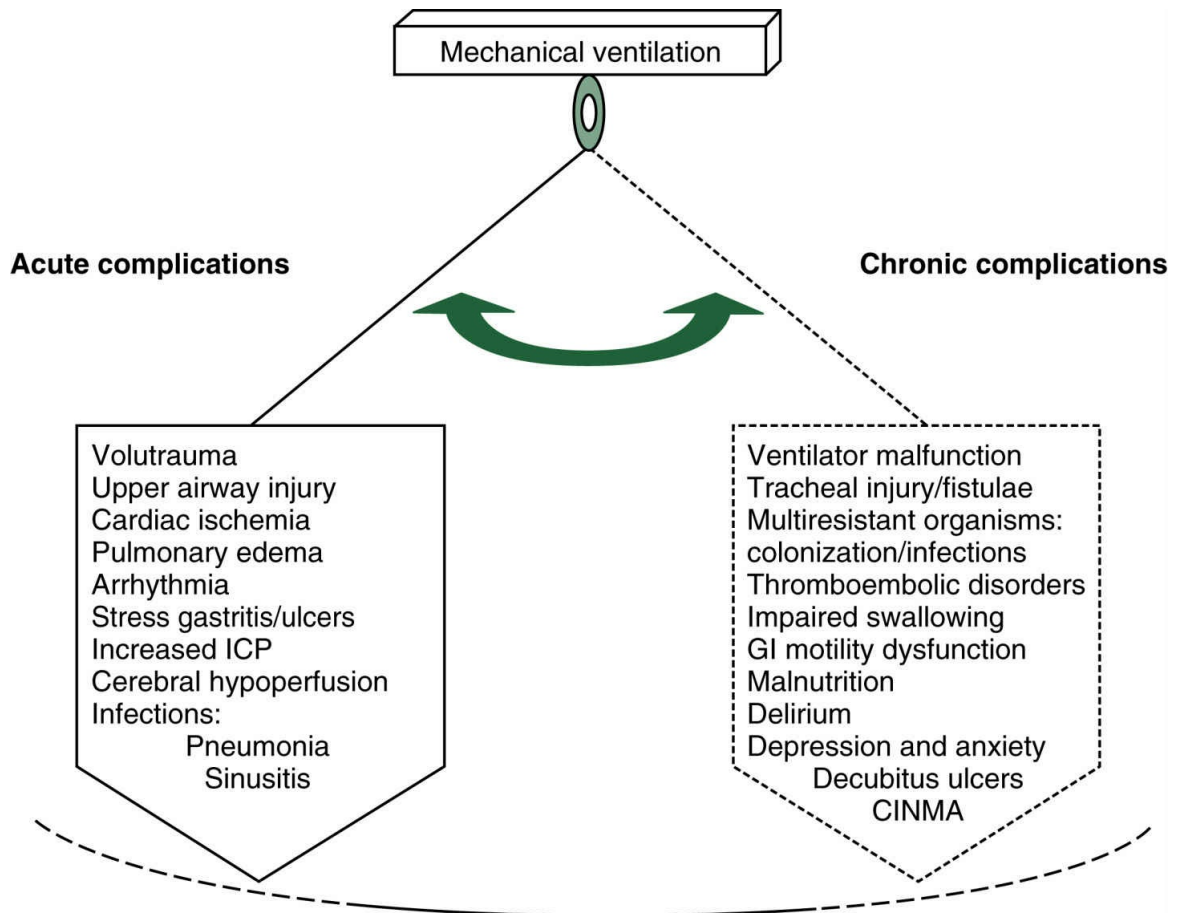 Mechanical ventilation
Acute complications
Chronic complications
Volutrauma
Upper airway injury
Cardiac ischemia
Pulmonary edema
Arrhythmia
Stress gastritis/ulcers
Increased ICP
Cerebral hypoperfusion
Infections:
Pneumonia
Sinusitis
Ventilator malfunction
Tracheal injury/fistulae
Multiresistant organisms:
colonization/infections
Thromboembolic disorders
Impaired swallowing
GI motility dysfunction
Malnutrition
Delirium
Depression and anxiety
Decubitus ulcers
CINMA